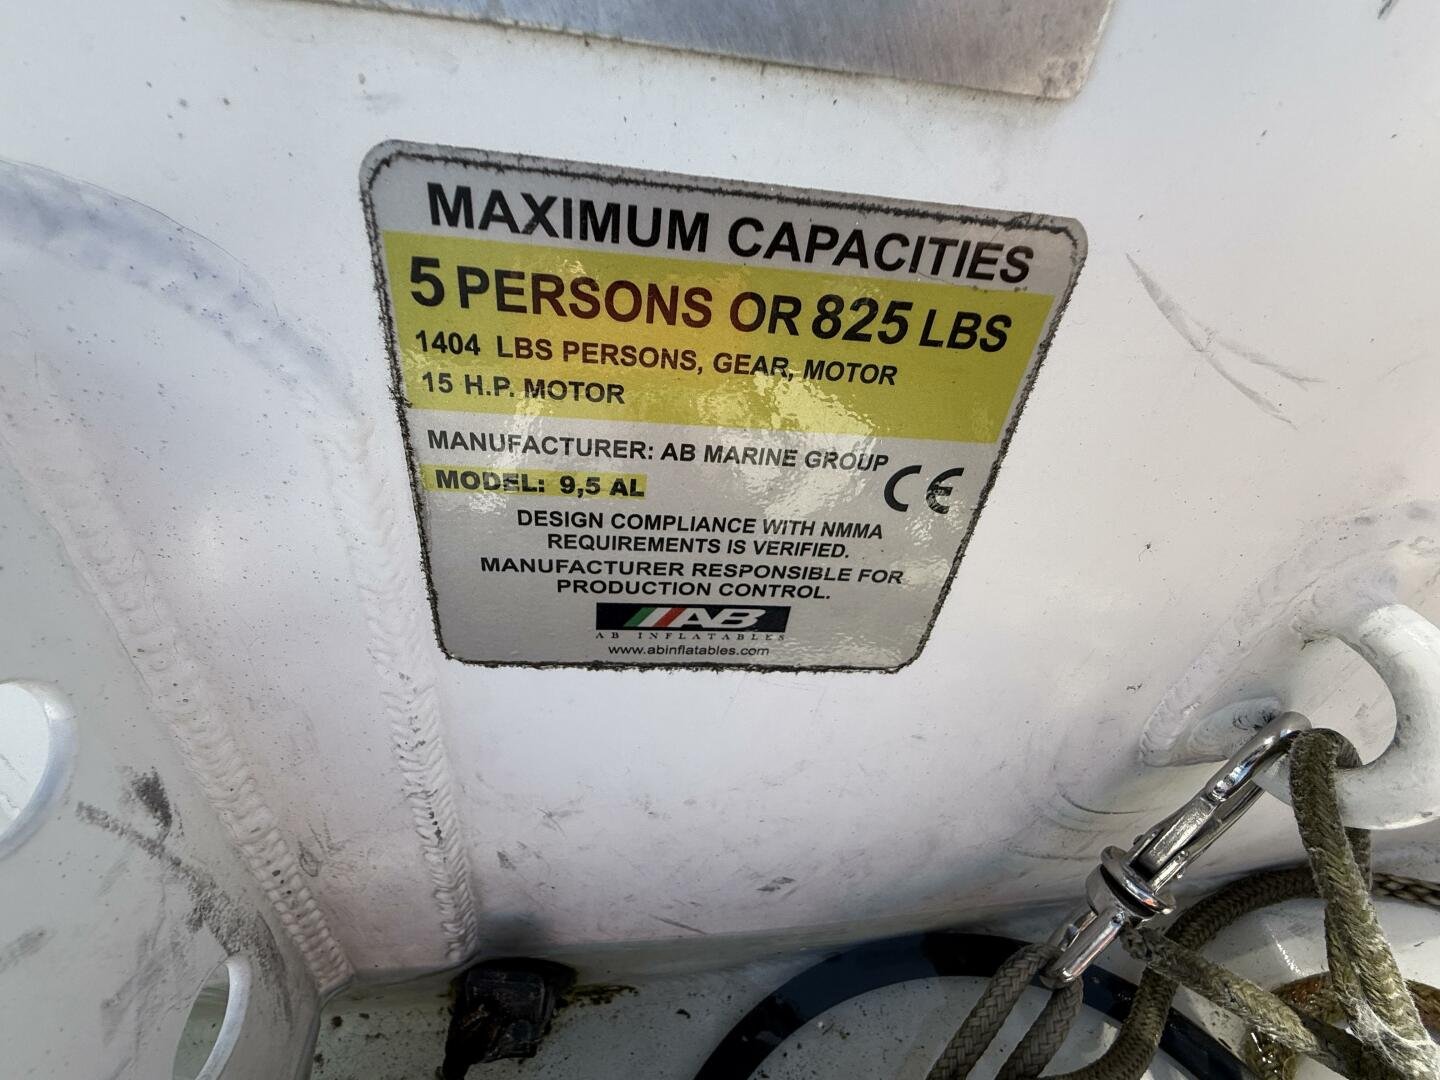 MAXIMUM CAPACITIES
5 PERSONS OR 825 LBS
1404 LBS PERSONS, GEAR, MOTOR
15 H.P. MOTOR
MANUFACTURER: AB MARINE GROUP
MODEL: 9,5 AL
CE
DESIGN COMPLIANCE WITH NMMA
REQUIREMENTS IS VERIFIED.
MANUFACTURER RESPONSIBLE FOR
PRODUCTION CONTROL.
AB
AB INFLATABLES
www.abinflatables.com